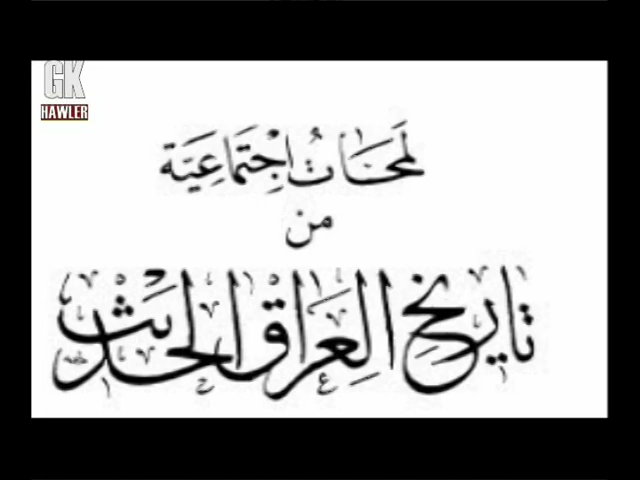 GK
HAWLER
لمحات اجتماعية
من
تاريخ العراق الحديث